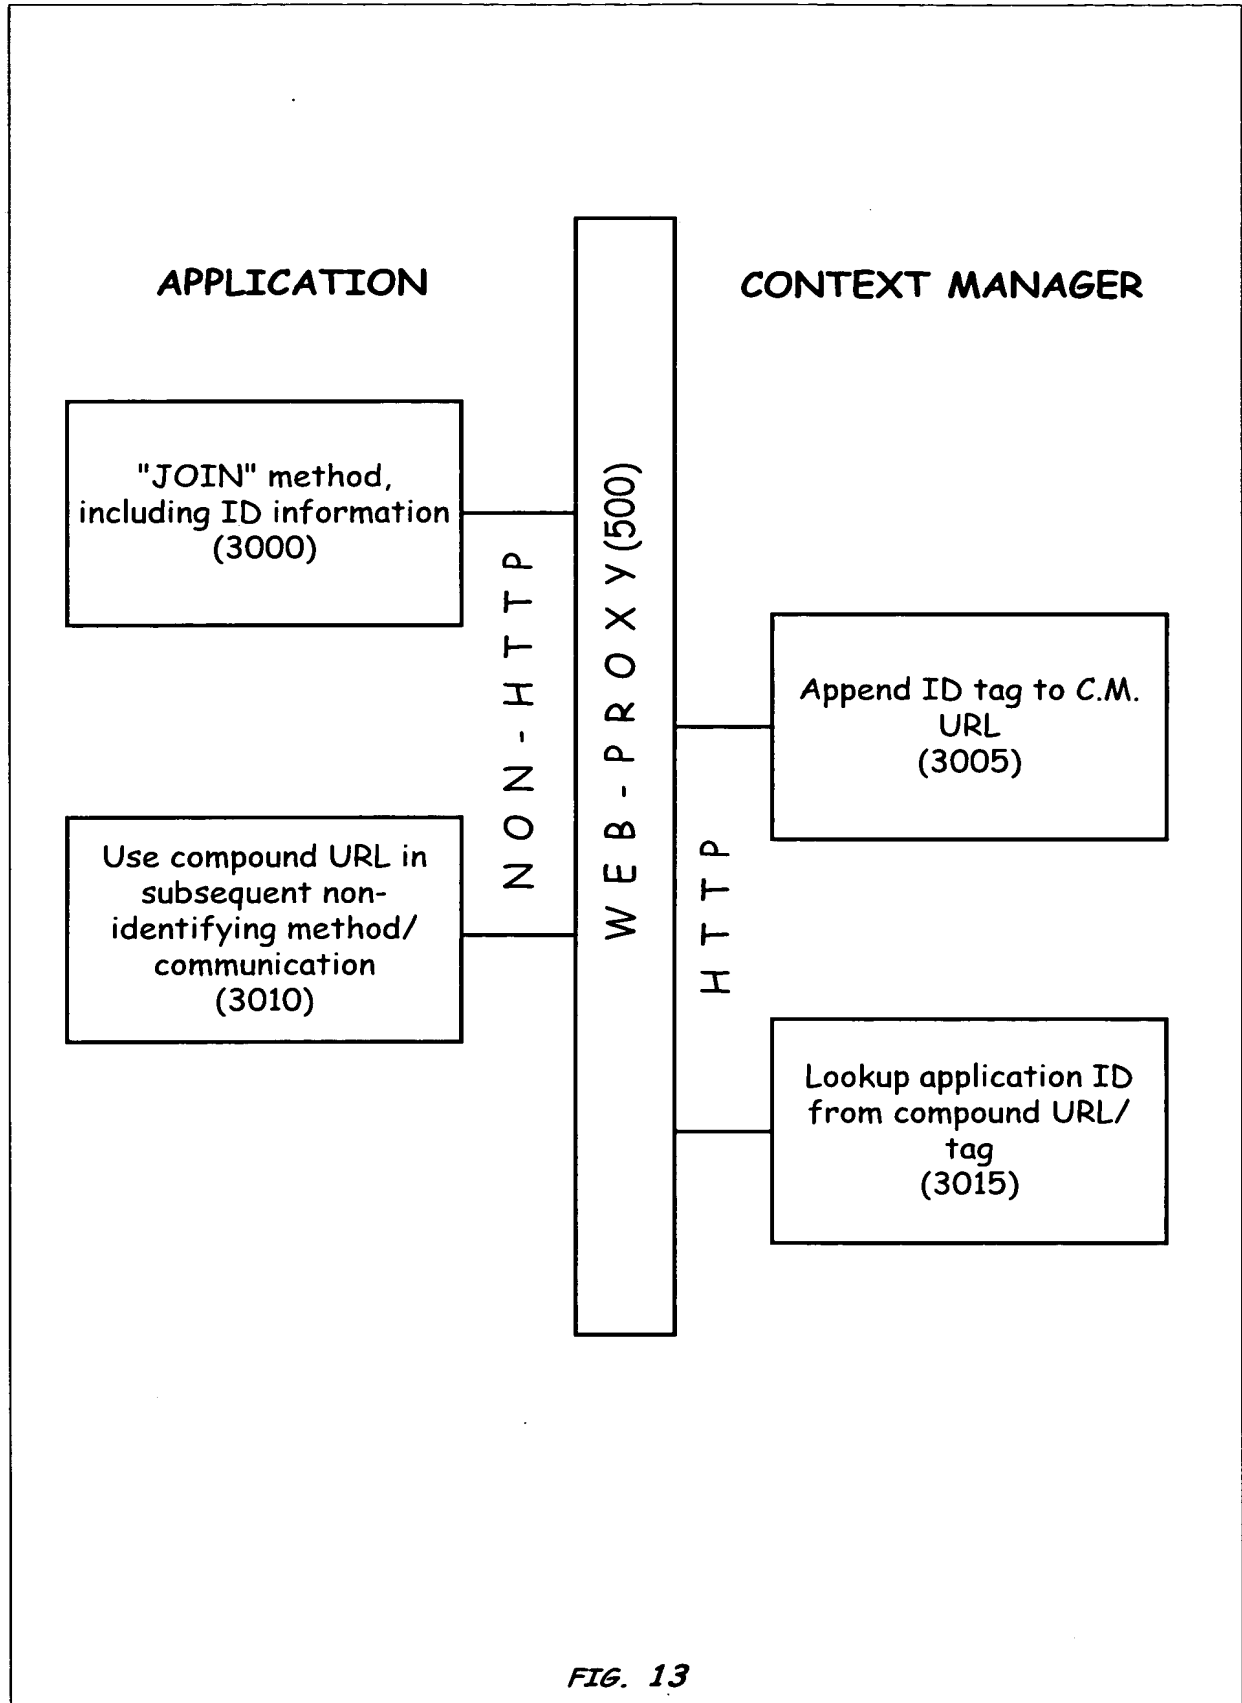 APPLICATION
CONTEXT MANAGER
"JOIN" method,
including ID information
(3000)
NON-HTTP
WEB-PROXY (500)
Append ID tag to C.M.
URL
(3005)
HTTP
Use compound URL in
subsequent non-
identifying method/
communication
(3010)
Lookup application ID
from compound URL/
tag
(3015)
FIG. 13